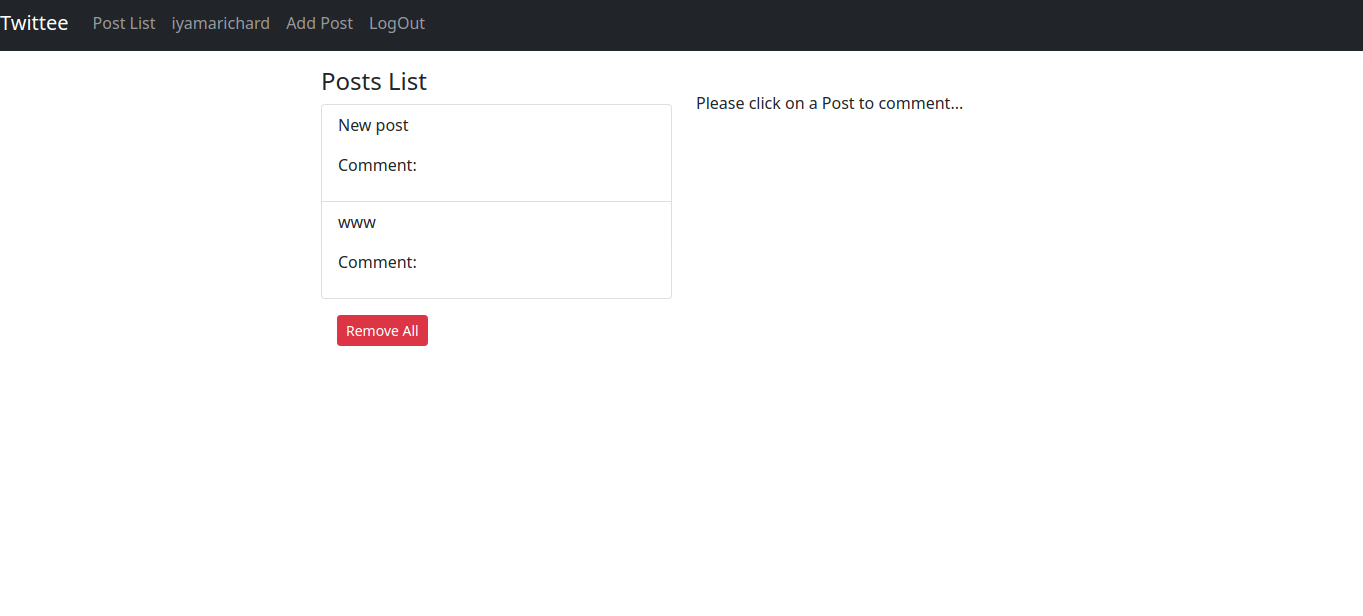 Twittee Post List iyamarichard Add Post LogOut
Posts List
Please click on a Post to comment...
New post
Comment:
www
Comment:
Remove All